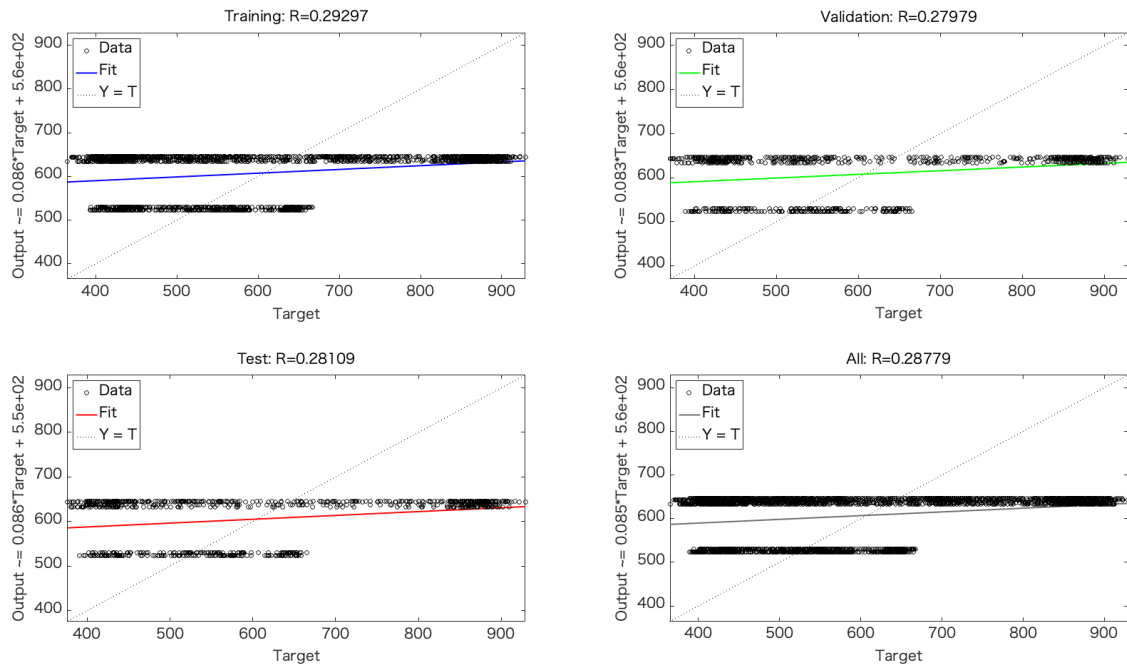 Training: R=0.29297
Output ~= 0.086*Target + 5.6e+02
900
800
700
600
500
400
Data
Fit
Y = T
400 500 600 700 800 900
Target
Validation: R=0.27979
Output ~= 0.083*Target + 5.6e+02
900
800
700
600
500
400
Data
Fit
Y = T
400 500 600 700 800 900
Target
Test: R=0.28109
Output ~= 0.086*Target + 5.5e+02
900
800
700
600
500
400
Data
Fit
Y = T
400 500 600 700 800 900
Target
All: R=0.28779
Output ~= 0.085*Target + 5.6e+02
900
800
700
600
500
400
Data
Fit
Y = T
400 500 600 700 800 900
Target